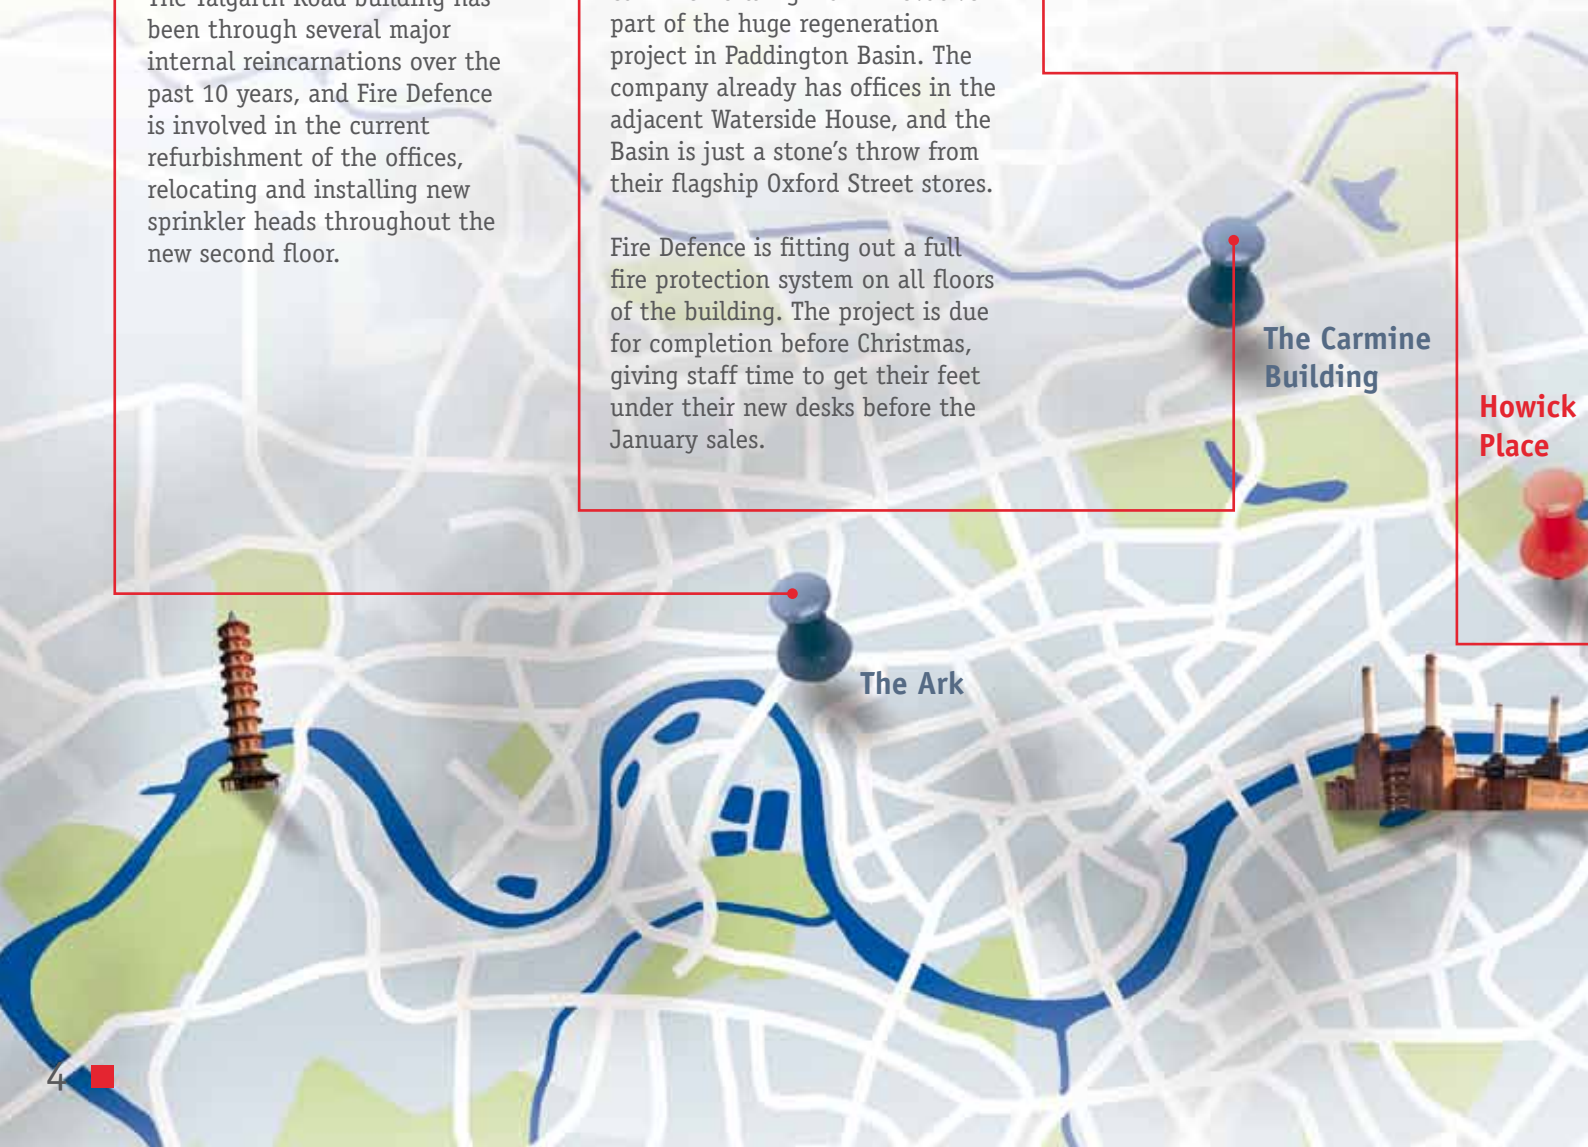 The Talgarth Road building has
been through several major
internal reincarnations over the
past 10 years, and Fire Defence
is involved in the current
refurbishment of the offices,
relocating and installing new
sprinkler heads throughout the
new second floor.
part of the huge regeneration
project in Paddington Basin. The
company already has offices in the
adjacent Waterside House, and the
Basin is just a stone’s throw from
their flagship Oxford Street stores.
Fire Defence is fitting out a full
fire protection system on all floors
of the building. The project is due
for completion before Christmas,
giving staff time to get their feet
under their new desks before the
January sales.
The Carmine
Building
Howick
Place
The Ark
4